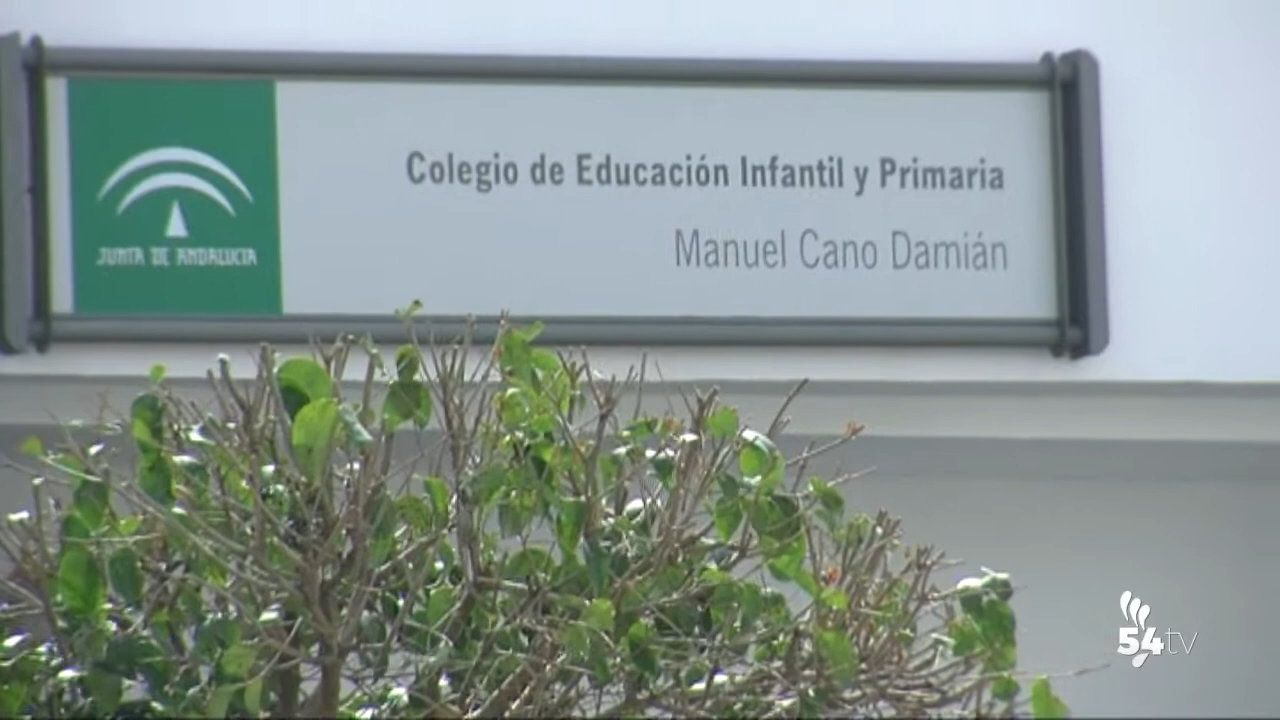 Colegio de Educación Infantil y Primaria
Manuel Cano Damián
JUNTA DE ANDALUCIA
54tv